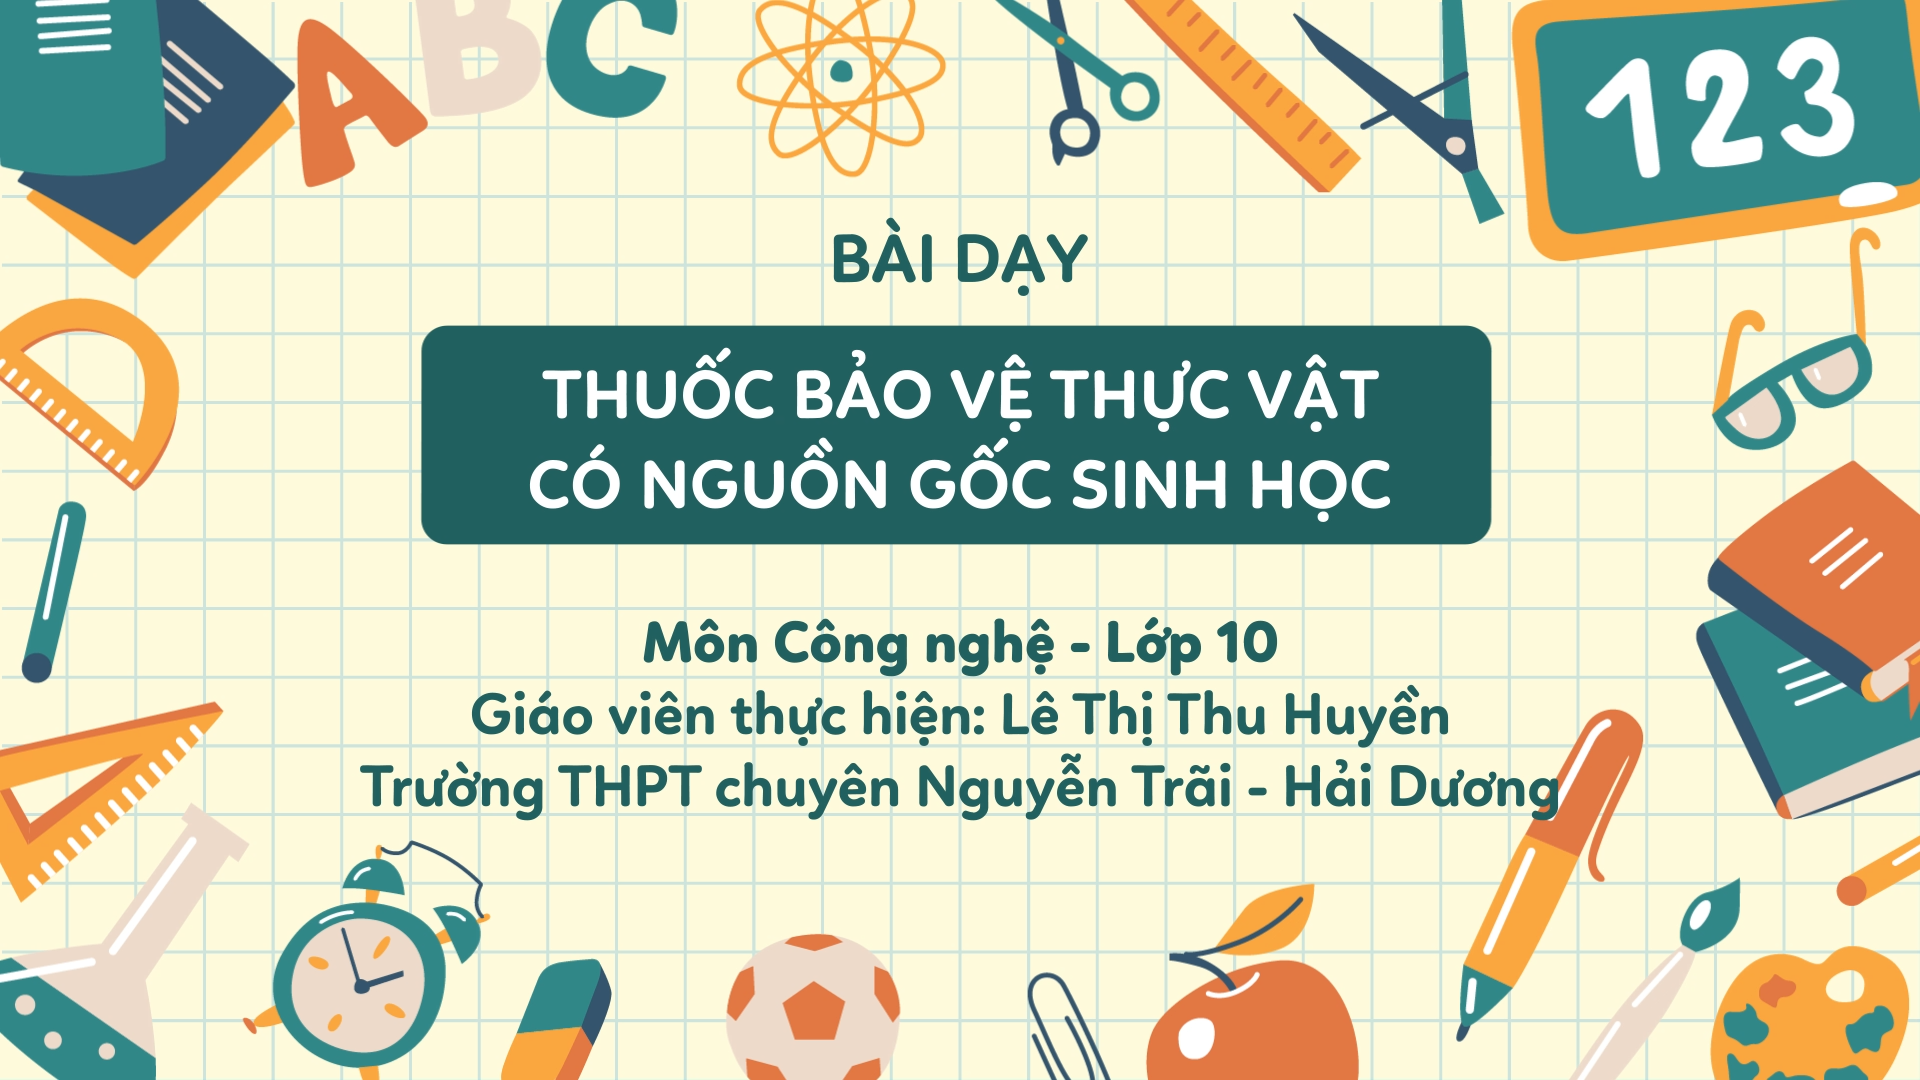 ABC
123
BÀI DẠY
THUỐC BẢO VỆ THỰC VẬT
CÓ NGUỒN GỐC SINH HỌC
Môn Công nghệ - Lớp 10
Giáo viên thực hiện: Lê Thị Thu Huyền
Trường THPT chuyên Nguyễn Trãi - Hải Dương